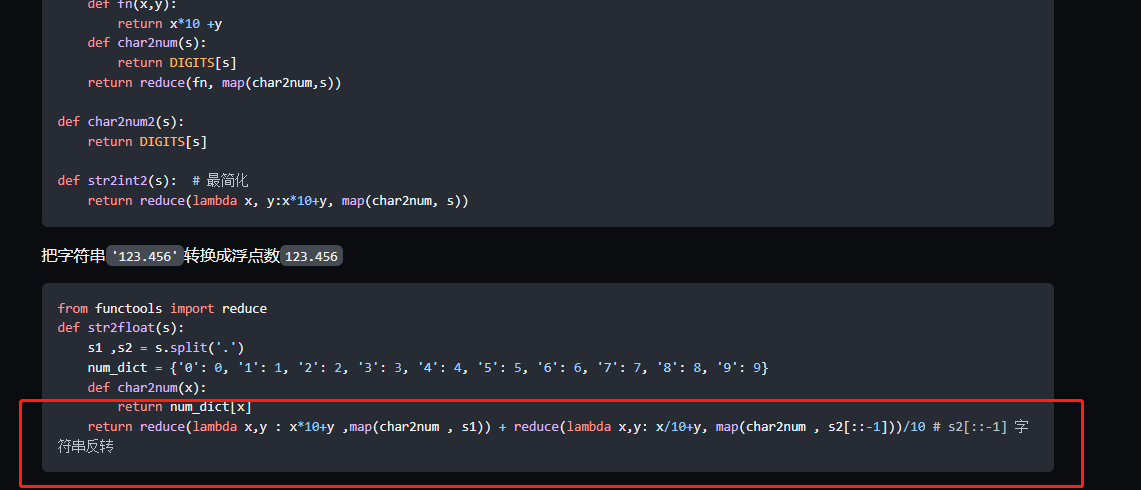 def fn(x,y):
return x*10 +y
def char2num(s):
return DIGITS[s]
return reduce(fn, map(char2num,s))
def char2num2(s):
return DIGITS[s]
def str2int2(s):  # 最简化
return reduce(lambda x, y:x*10+y, map(char2num, s))
把字符串'123.456'转换成浮点数123.456
from functools import reduce
def str2float(s):
s1 ,s2 = s.split('.')
num_dict = {'0': 0, '1': 1, '2': 2, '3': 3, '4': 4, '5': 5, '6': 6, '7': 7, '8': 8, '9': 9}
def char2num(x):
return num_dict[x]
return reduce(lambda x,y : x*10+y ,map(char2num , s1)) + reduce(lambda x,y: x/10+y, map(char2num , s2[::-1]))/10 # s2[::-1] 字
符串反转